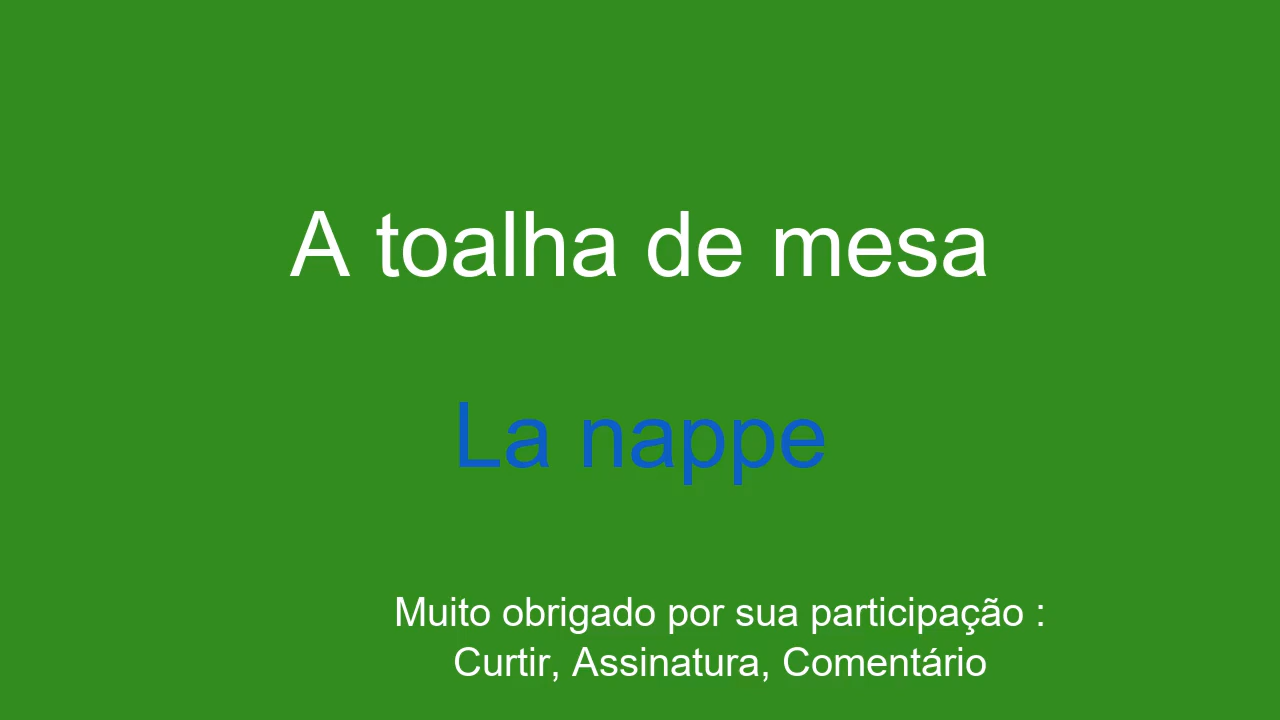 A toalha de mesa
La nappe
Muito obrigado por sua participação :
Curtir, Assinatura, Comentário